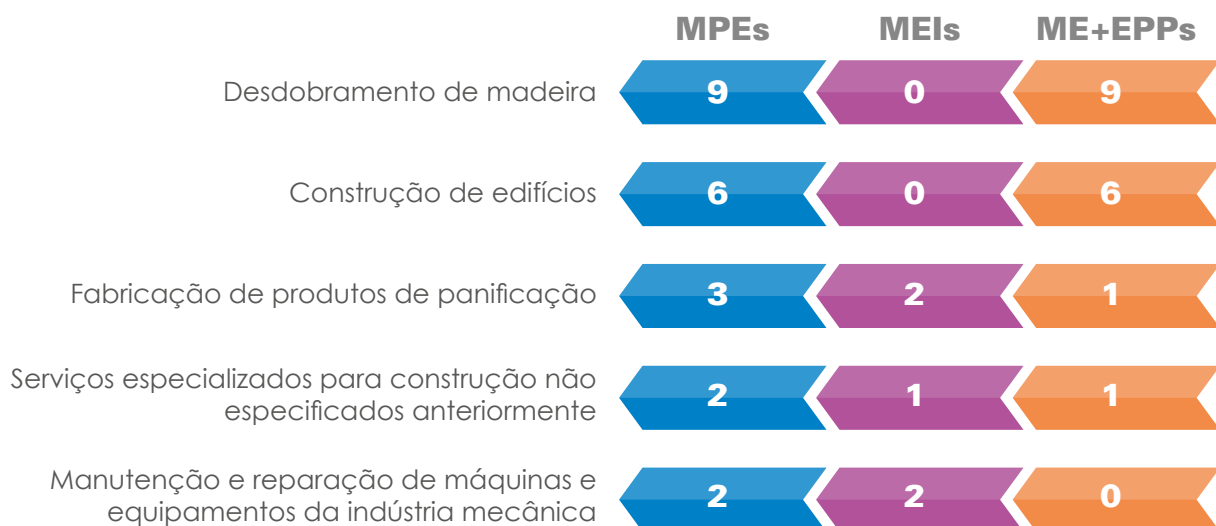 MPEs MEIs ME+EPPs
Desdobramento de madeira 9 0 9
Construção de edifícios 6 0 6
Fabricação de produtos de panificação 3 2 1
Serviços especializados para construção não
especificados anteriormente 2 1 1
Manutenção e reparação de máquinas e
equipamentos da indústria mecânica 2 2 0